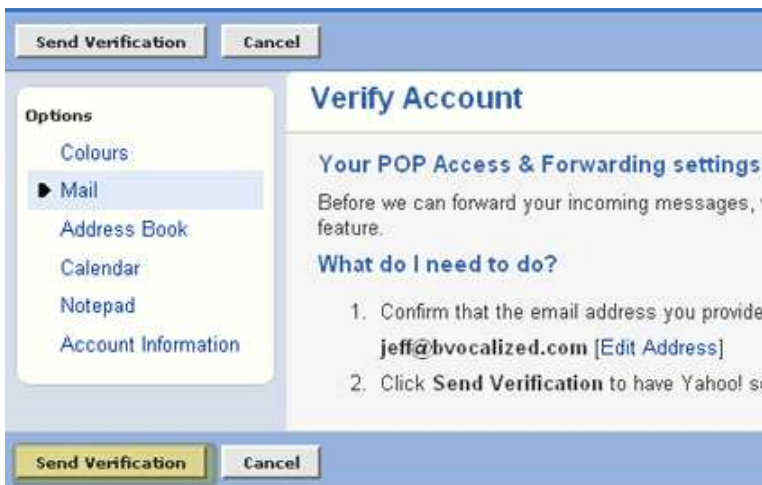 Send Verification Cancel
Options
Colours
Mail
Address Book
Calendar
Notepad
Account Information
Verify Account
Your POP Access & Forwarding settings
Before we can forward your incoming messages,
feature.
What do I need to do?
1. Confirm that the email address you provide
jeff@bvocalized.com [Edit Address]
2. Click Send Verification to have Yahoo! s
Send Verification Cancel